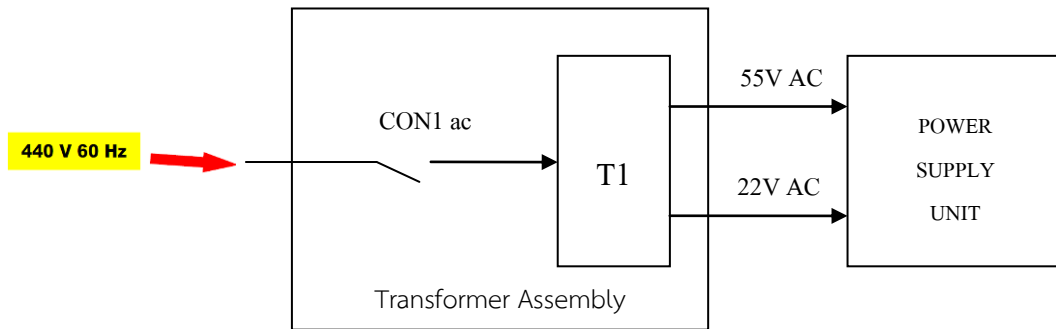 55V AC
CON1 ac
POWER
440 V 60 Hz
SUPPLY
T1
22V AC
UNIT
Transformer Assembly